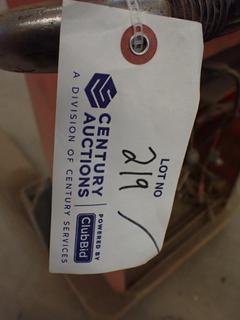 CENTURY
AUCTIONS
A DIVISION OF CENTURY SERVICES
POWERED BY
ClubBid
LOT NO
219